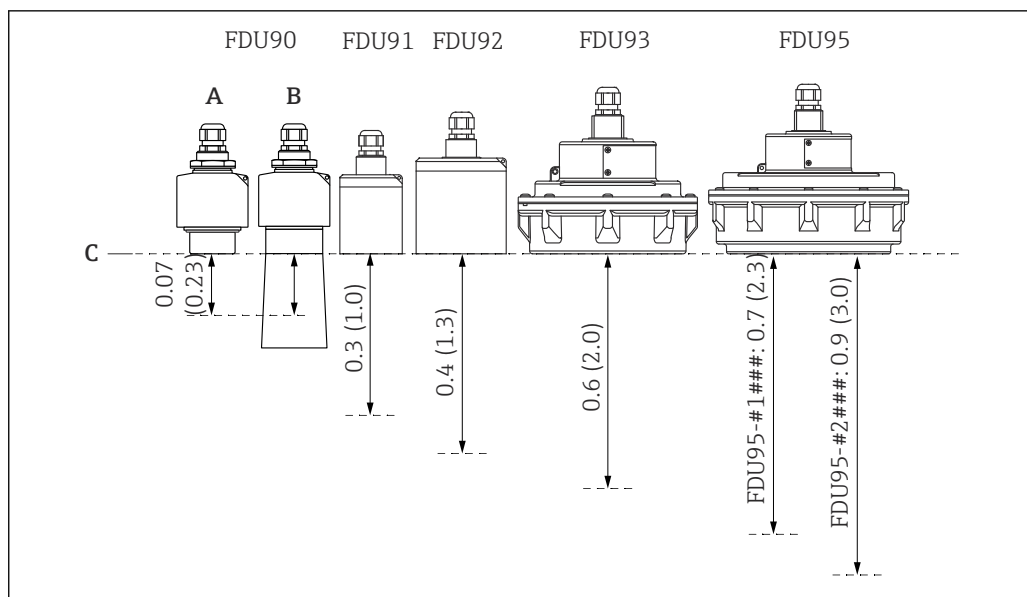 FDU90 FDU91 FDU92 FDU93 FDU95
A B
C
0.07
(0.23)
0.3 (1.0)
0.4 (1.3)
0.6 (2.0)
FDU95-#1###: 0.7 (2.3)
FDU95-#2###: 0.9 (3.0)